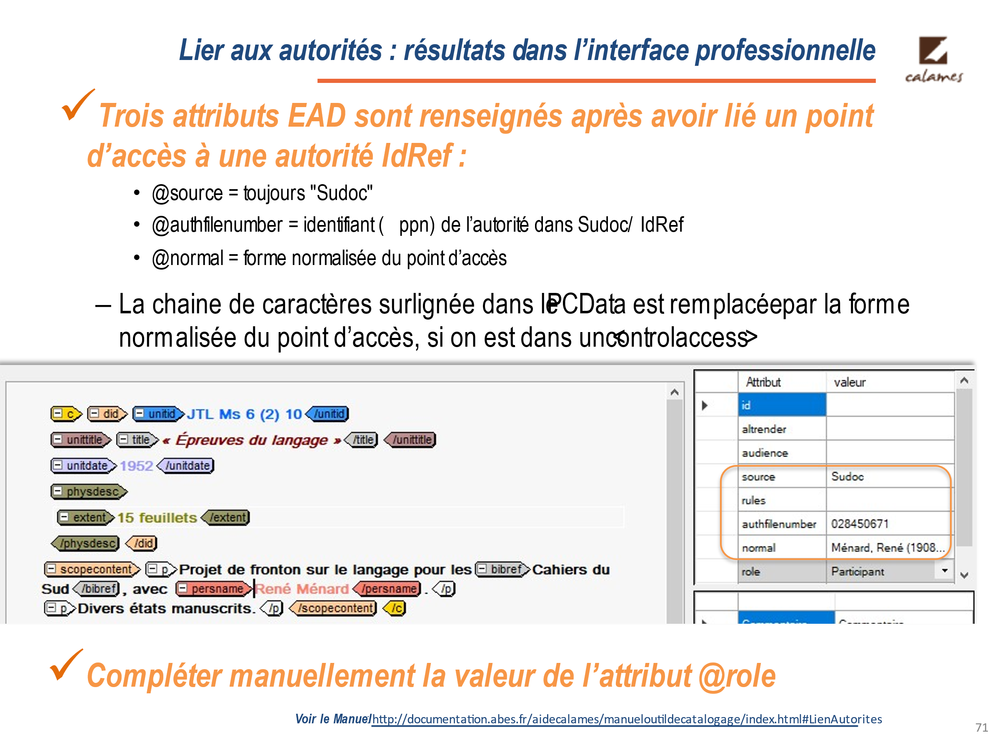 Lier aux autorités : résultats dans l’interface professionnelle
calames
Trois attributs EAD sont renseignés après avoir lié un point
d’accès à une autorité IdRef :
• @source = toujours "Sudoc"
• @authfilenumber = identifiant ( ppn) de l’autorité dans Sudoc/ IdRef
• @normal = forme normalisée du point d’accès
– La chaine de caractères surlignée dans le PCData est remplacée par la forme
normalisée du point d’accès, si on est dans un <controlaccess>
c did unitid JTL Ms 6 (2) 10 /unitid
unittitle title « Épreuves du langage » /title /unittitle
unitdate 1952 /unitdate
physdesc
extent 15 feuillets /extent
/physdesc /did
scopecontent p Projet de fronton sur le langage pour les bibref Cahiers du
Sud /bibref , avec persname René Ménard /persname . /p
p Divers états manuscrits. /p /scopecontent /c
Attribut valeur
id
altrender
audience
source Sudoc
rules
authfilenumber 028450671
normal Ménard, René (1908...
role Participant
Commentaire Commentaire
Compléter manuellement la valeur de l’attribut @role
Voir le Manuel http://documentation.abes.fr/aidecalames/manueloutildecatalogage/index.html#LienAutorites
71